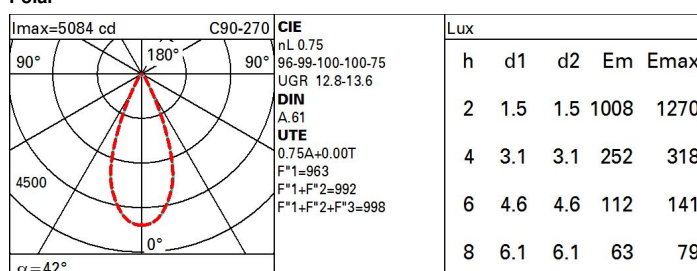 Polar
Imax=5084 cd C90-270
90° 180° 90°
4500
0°
α=42°
CIE
nL 0.75
96-99-100-100-75
UGR 12.8-13.6
DIN
A.61
UTE
0.75A+0.00T
F"1=963
F"1+F"2=992
F"1+F"2+F"3=998
Lux
h d1 d2 Em Emax
2 1.5 1.5 1008 1270
4 3.1 3.1 252 318
6 4.6 4.6 112 141
8 6.1 6.1 63 79